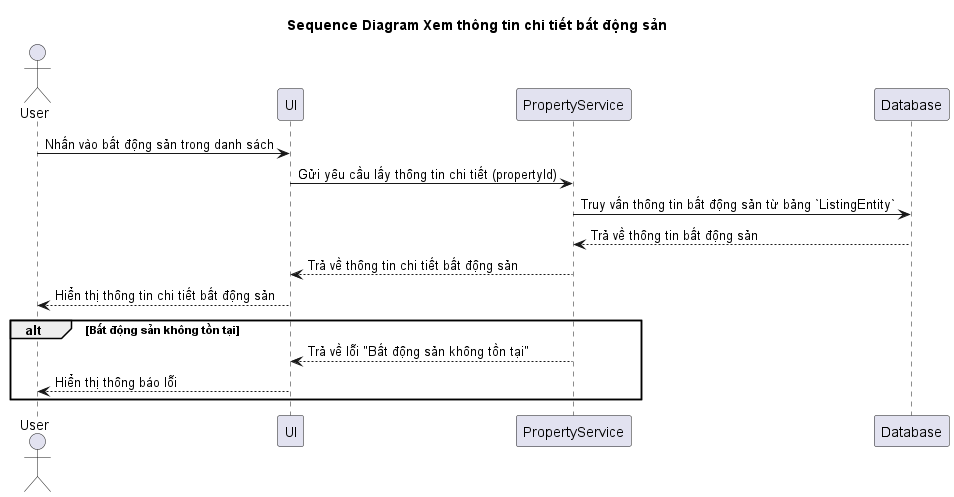 Sequence Diagram Xem thông tin chi tiết bất động sản
User
UI
PropertyService
Database
Nhấn vào bất động sản trong danh sách
Gửi yêu cầu lấy thông tin chi tiết (propertyId)
Truy vấn thông tin bất động sản từ bảng `ListingEntity`
Trả về thông tin bất động sản
Trả về thông tin chi tiết bất động sản
Hiển thị thông tin chi tiết bất động sản
alt [Bất động sản không tồn tại]
Trả về lỗi "Bất động sản không tồn tại"
Hiển thị thông báo lỗi
User
UI
PropertyService
Database